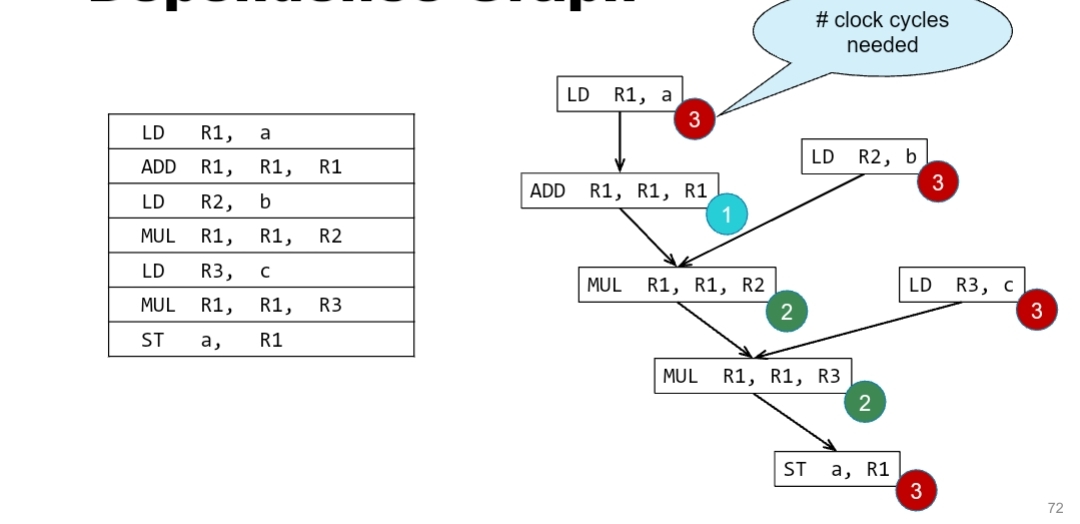 # clock cycles
needed
LD R1, a
ADD R1, R1, R1
LD R2, b
MUL R1, R1, R2
LD R3, c
MUL R1, R1, R3
ST a, R1
LD R1, a
3
LD R2, b
3
ADD R1, R1, R1
1
MUL R1, R1, R2
2
LD R3, c
3
MUL R1, R1, R3
2
ST a, R1
3
72